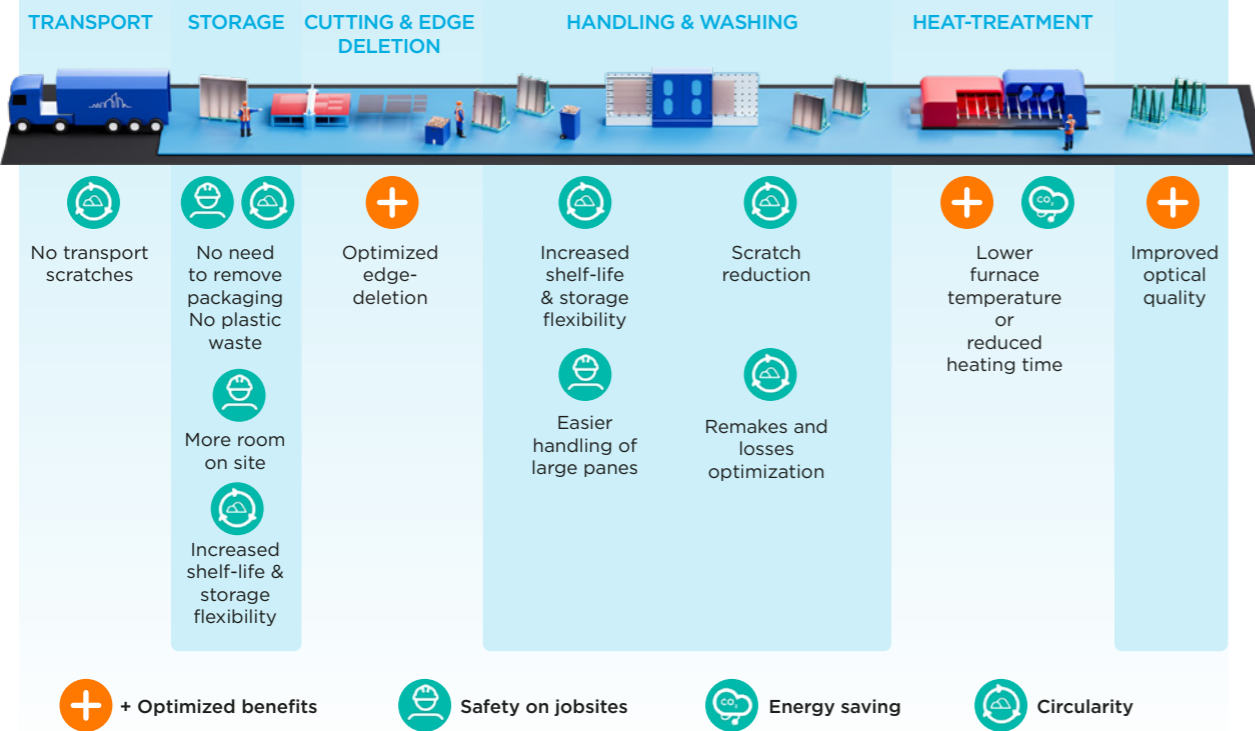 TRANSPORT
STORAGE
CUTTING & EDGE
DELETION
HANDLING & WASHING
HEAT-TREATMENT
No transport
scratches
No need
to remove
packaging
No plastic
waste
More room
on site
Increased
shelf-life &
storage
flexibility
Optimized
edge-
deletion
Increased
shelf-life
& storage
flexibility
Easier
handling of
large panes
Scratch
reduction
Remakes and
losses
optimization
CO₂
Lower
furnace
temperature
or
reduced
heating time
Improved
optical
quality
+ Optimized benefits
Safety on jobsites
CO₂
Energy saving
Circularity